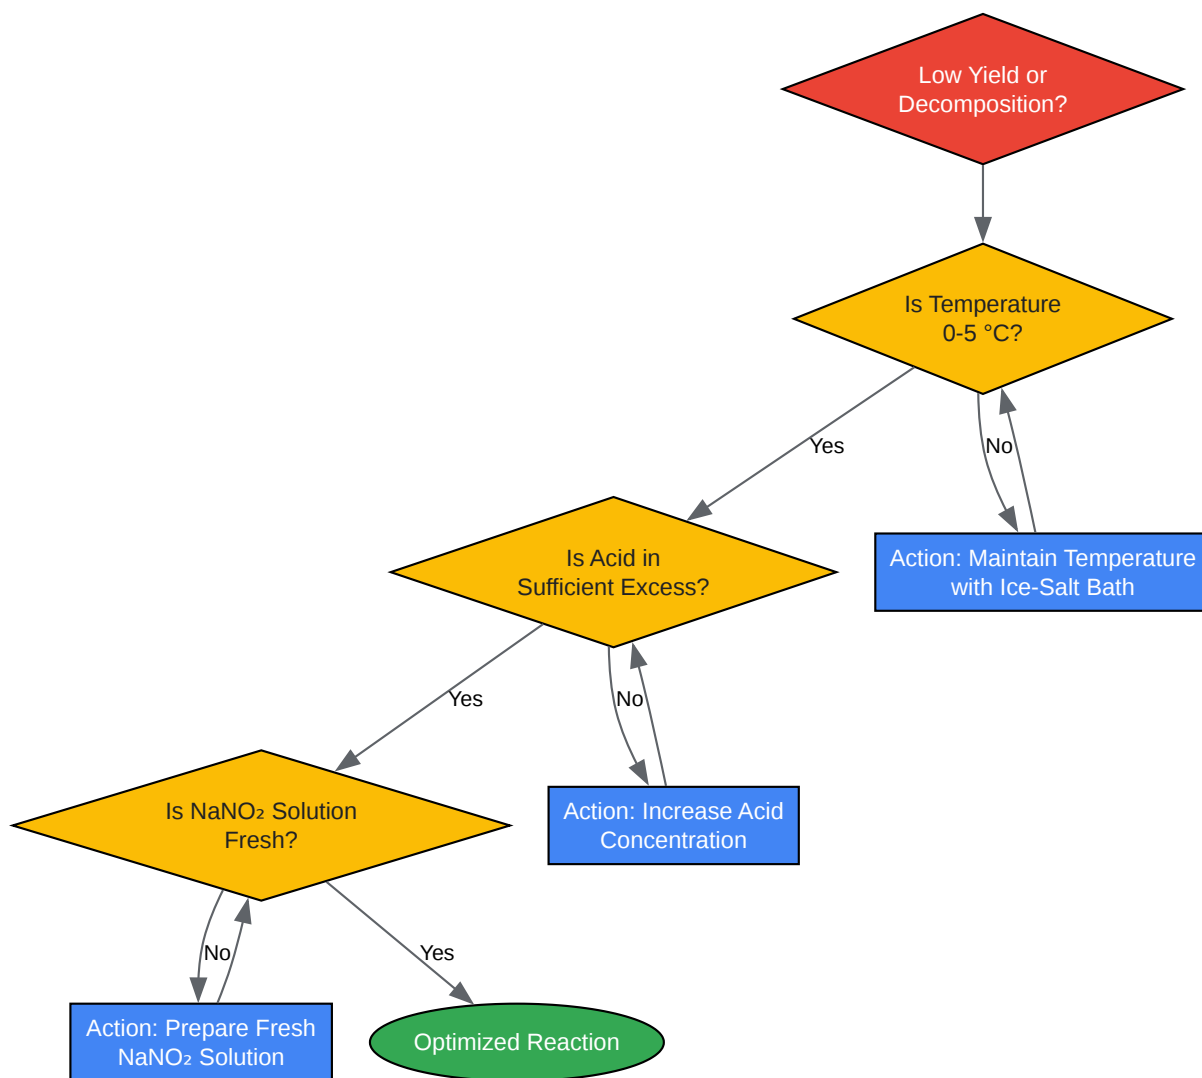 Low Yield or
Decomposition?
Is Temperature
0-5 °C?
Yes
No
Action: Maintain Temperature
with Ice-Salt Bath
Is Acid in
Sufficient Excess?
Yes
No
Action: Increase Acid
Concentration
Is NaNO₂ Solution
Fresh?
No
Yes
Action: Prepare Fresh
NaNO₂ Solution
Optimized Reaction